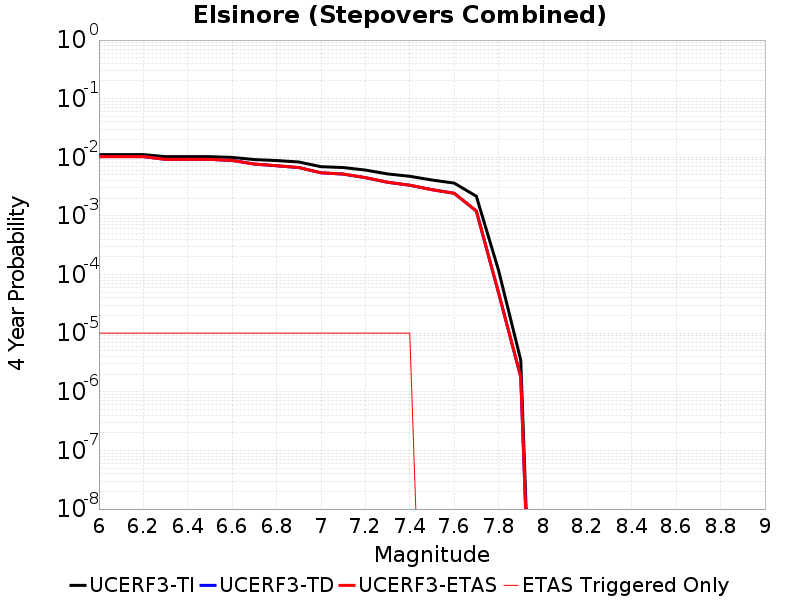 Elsinore (Stepovers Combined)
10^0
10^-1
10^-2
10^-3
10^-4
10^-5
10^-6
10^-7
10^-8
4 Year Probability
6 6.2 6.4 6.6 6.8 7 7.2 7.4 7.6 7.8 8 8.2 8.4 8.6 8.8 9
Magnitude
UCERF3-TI UCERF3-TD UCERF3-ETAS ETAS Triggered Only